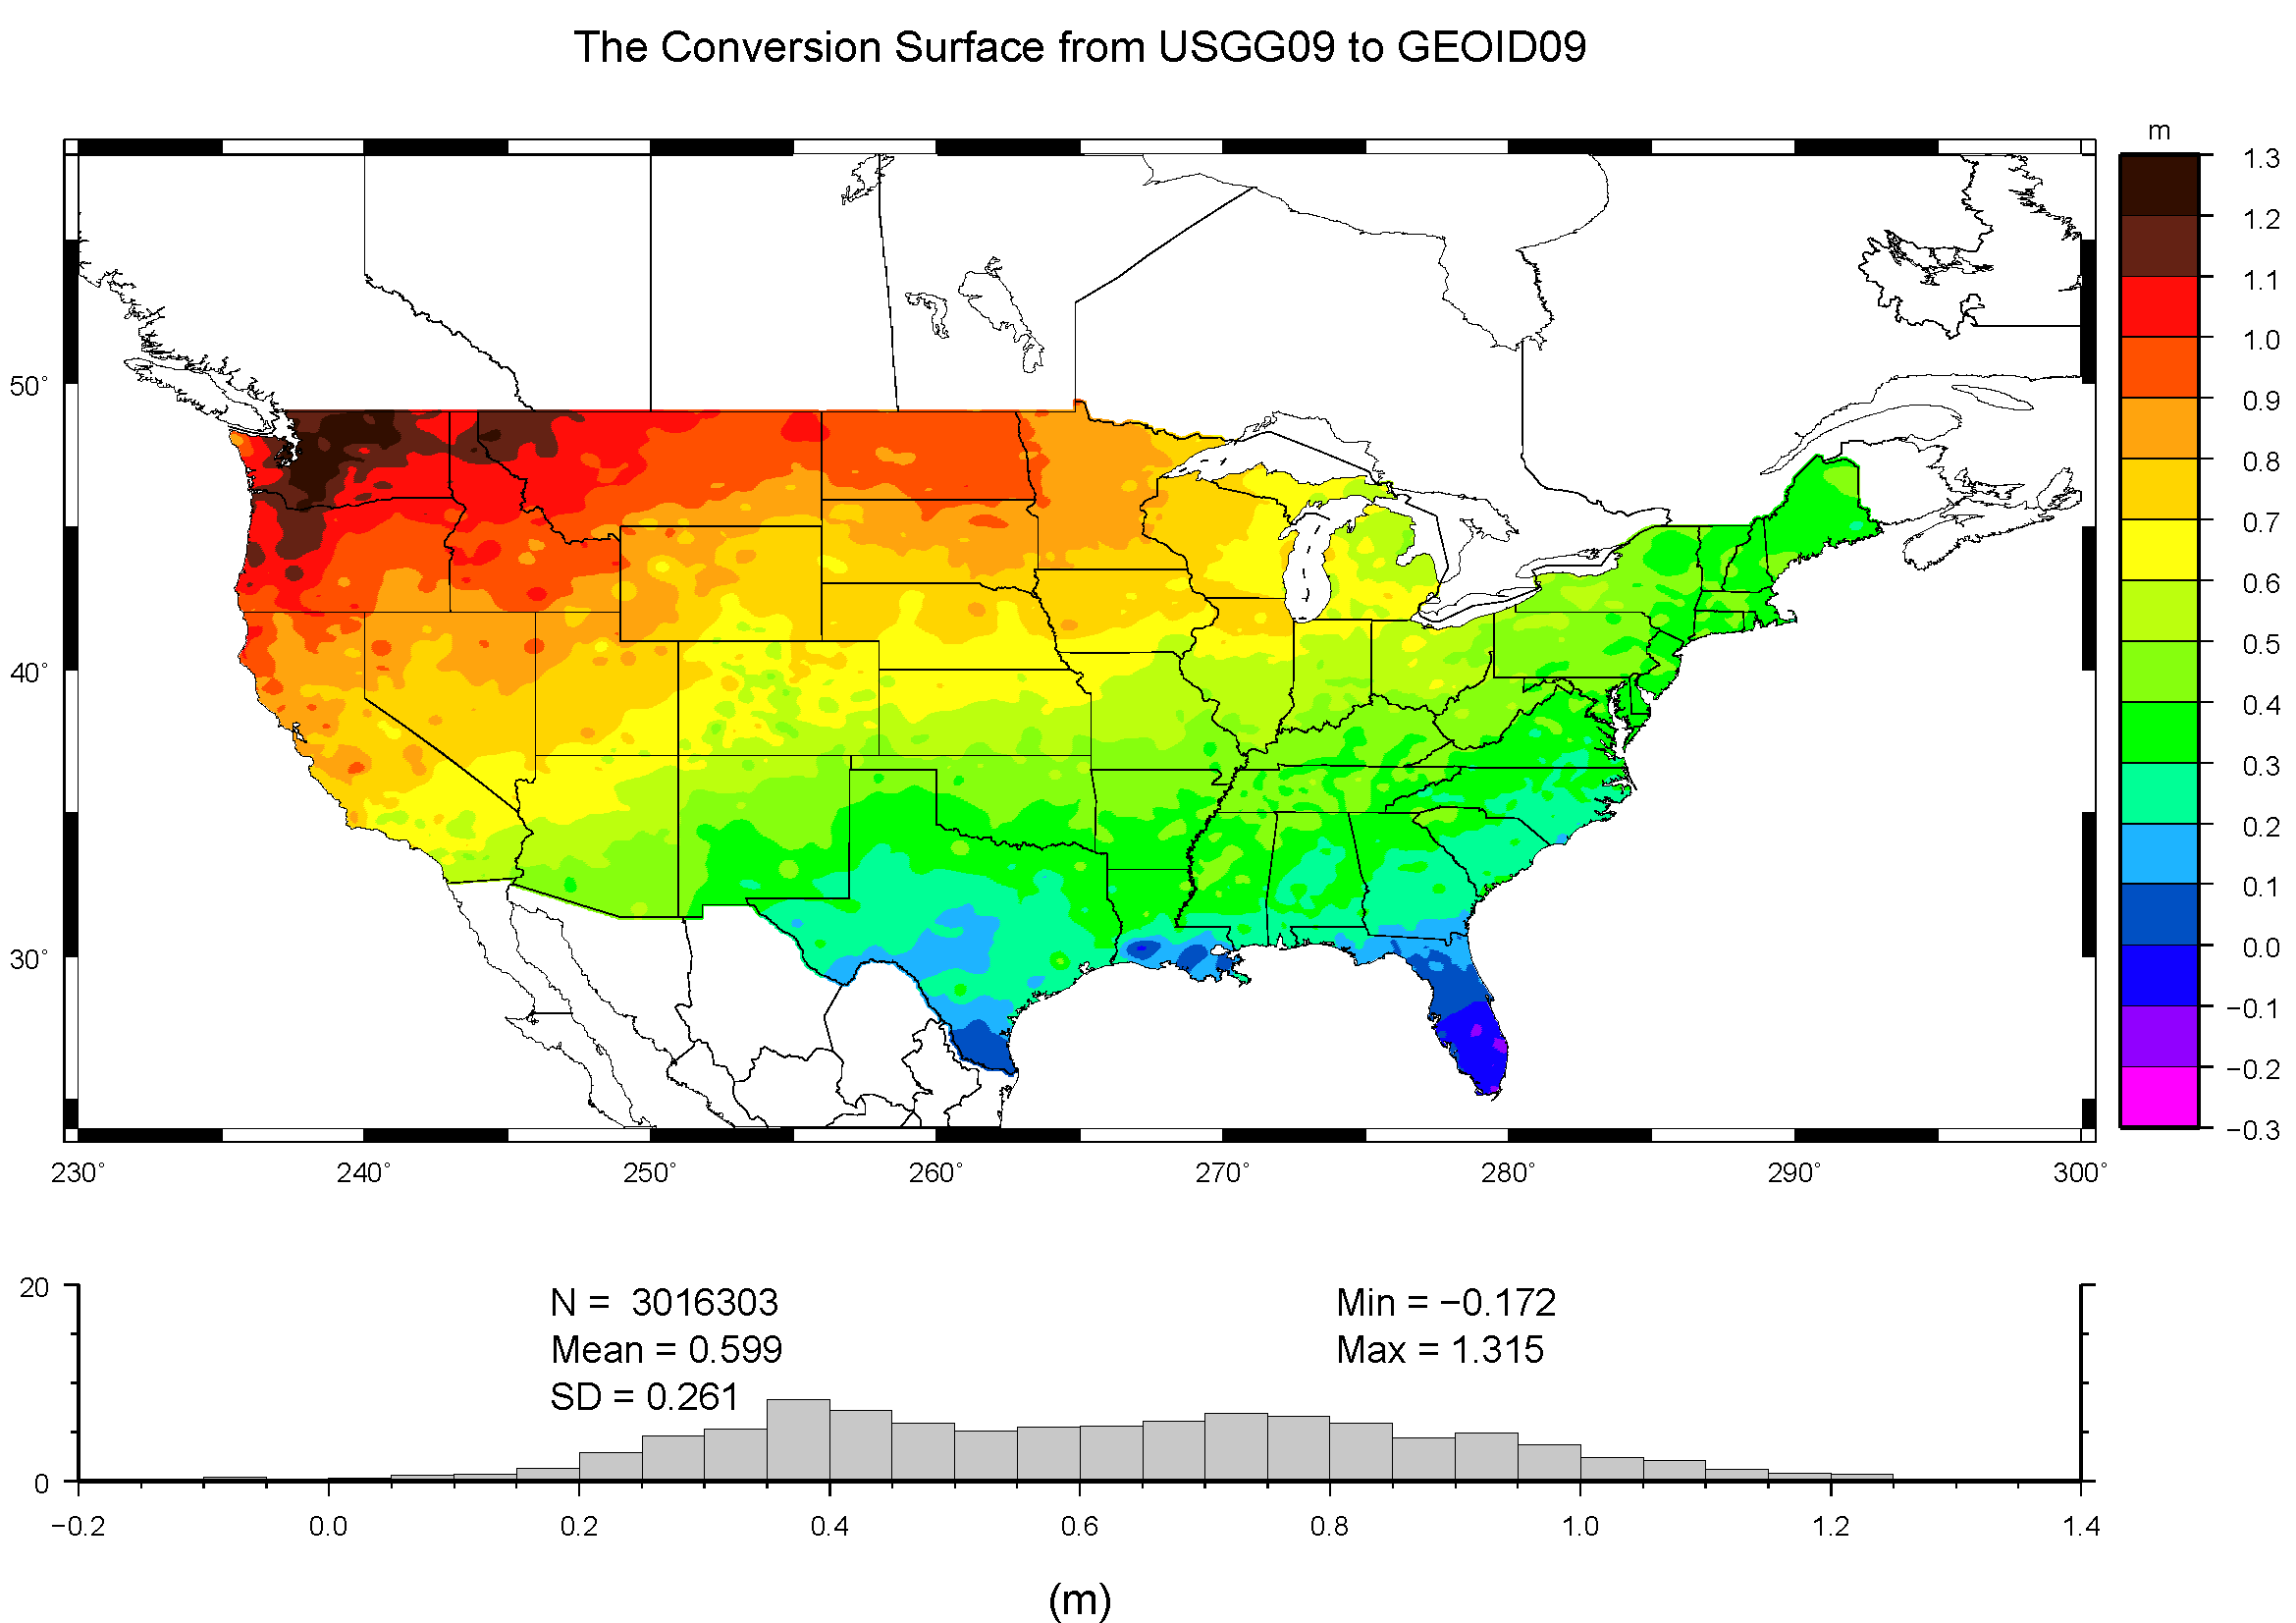 The Conversion Surface from USGG09 to GEOID09
m
1.3
1.2
1.1
1.0
0.9
0.8
0.7
0.6
0.5
0.4
0.3
0.2
0.1
0.0
−0.1
−0.2
−0.3
50°
40°
30°
230° 240° 250° 260° 270° 280° 290° 300°
20
0
N = 3016303
Mean = 0.599
SD = 0.261
Min = −0.172
Max = 1.315
−0.2 0.0 0.2 0.4 0.6 0.8 1.0 1.2 1.4
(m)